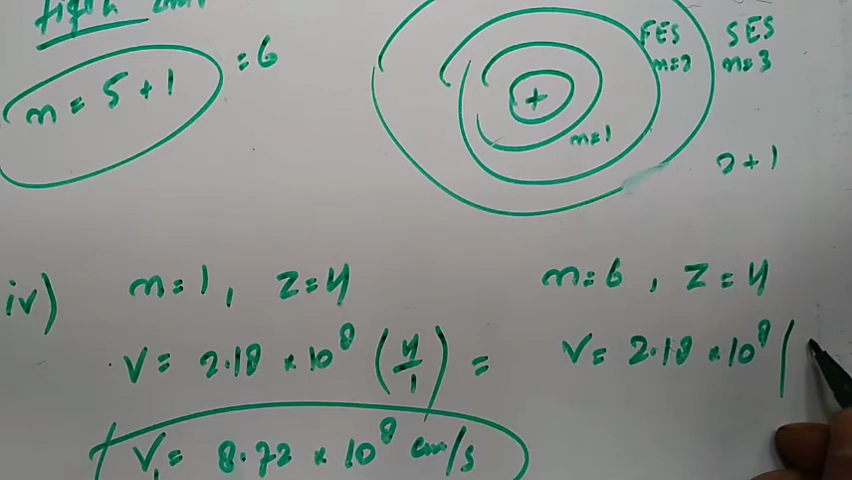 n = 5 + 1 = 6
+
n=1
FES
n=2
SES
n=3
2 + 1
iv) n=1, Z=4
V= 2.18 × 10⁸ (4/1) =
V₁= 8.72 × 10⁸ cm/s
n=6, Z=4
V= 2.18 × 10⁸ (